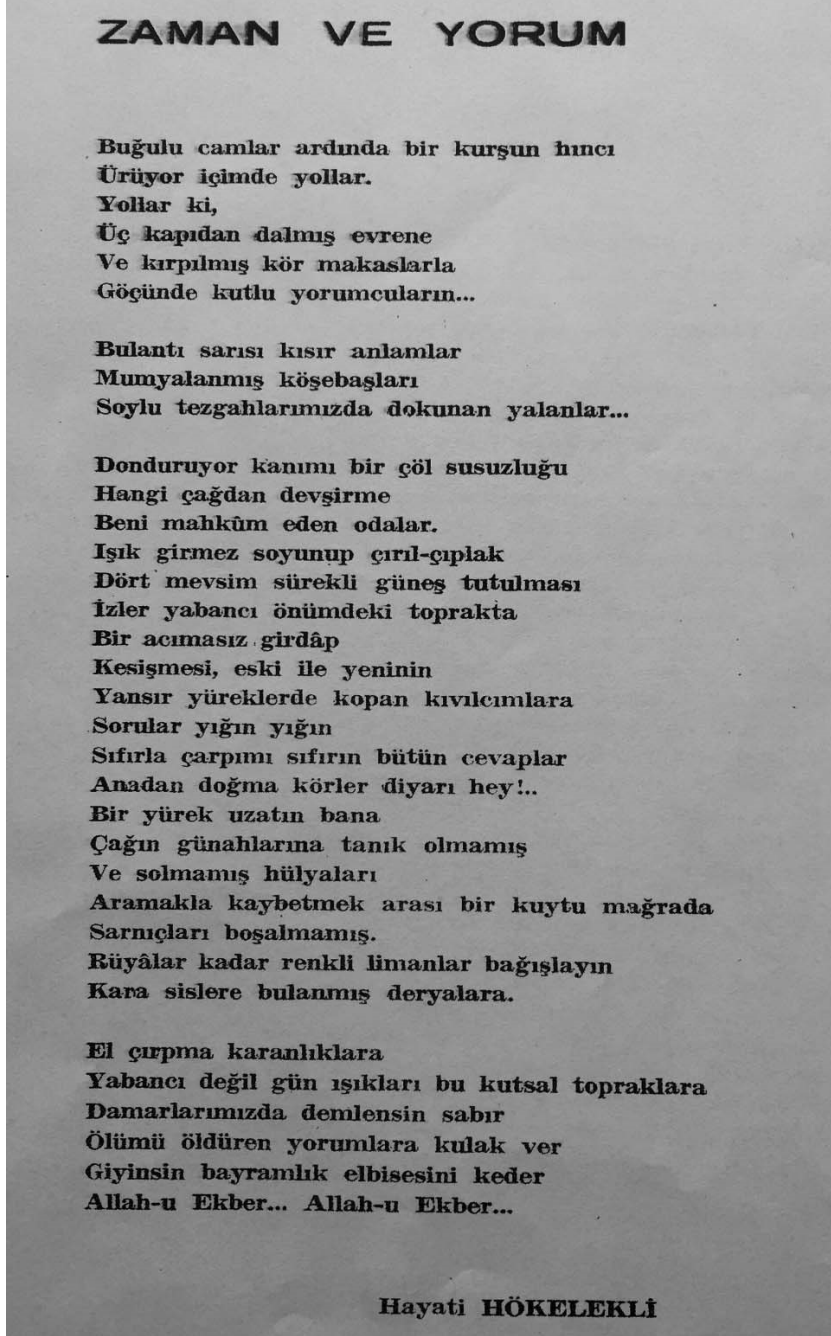 ZAMAN VE YORUM
Buğulu camlar ardında bir kurşun hıncı
Ürüyor içimde yollar.
Yollar ki,
Üç kapıdan dalmış evrene
Ve kırpılmış kör makaslarla
Göçünde kutlu yorumcuların...
Bulantı sarısı kısır anlamlar
Mumyalanmış köşebaşları
Soylu tezgahlarımızda dokunan yalanlar...
Donduruyor kanımı bir çöl susuzluğu
Hangi çağdan devşirme
Beni mahkûm eden odalar.
Işık girmez soyunup çırıl-çıplak
Dört mevsim sürekli güneş tutulması
İzler yabancı önümdeki toprakta
Bir acımasız girdâp
Kesişmesi, eski ile yeninin
Yansır yüreklerde kopan kıvılcımlara
Sorular yığın yığın
Sıfırla çarpımı sıfırın bütün cevaplar
Anadan doğma körler diyarı hey!..
Bir yürek uzatın bana
Çağın günahlarına tanık olmamış
Ve solmamış hülyaları
Aramakla kaybetmek arası bir kuytu mağrada
Sarnıçları boşalmamış.
Rüyâlar kadar renkli limanlar bağışlayın
Kara sislere bulanmış deryalara.
El çırpma karanlıklara
Yabancı değil gün ışıkları bu kutsal topraklara
Damarlarımızda demlensin sabır
Ölümü öldüren yorumlara kulak ver
Giyinsin bayramlık elbisesini keder
Allah-u Ekber... Allah-u Ekber...
Hayati HÖKELEKLİ